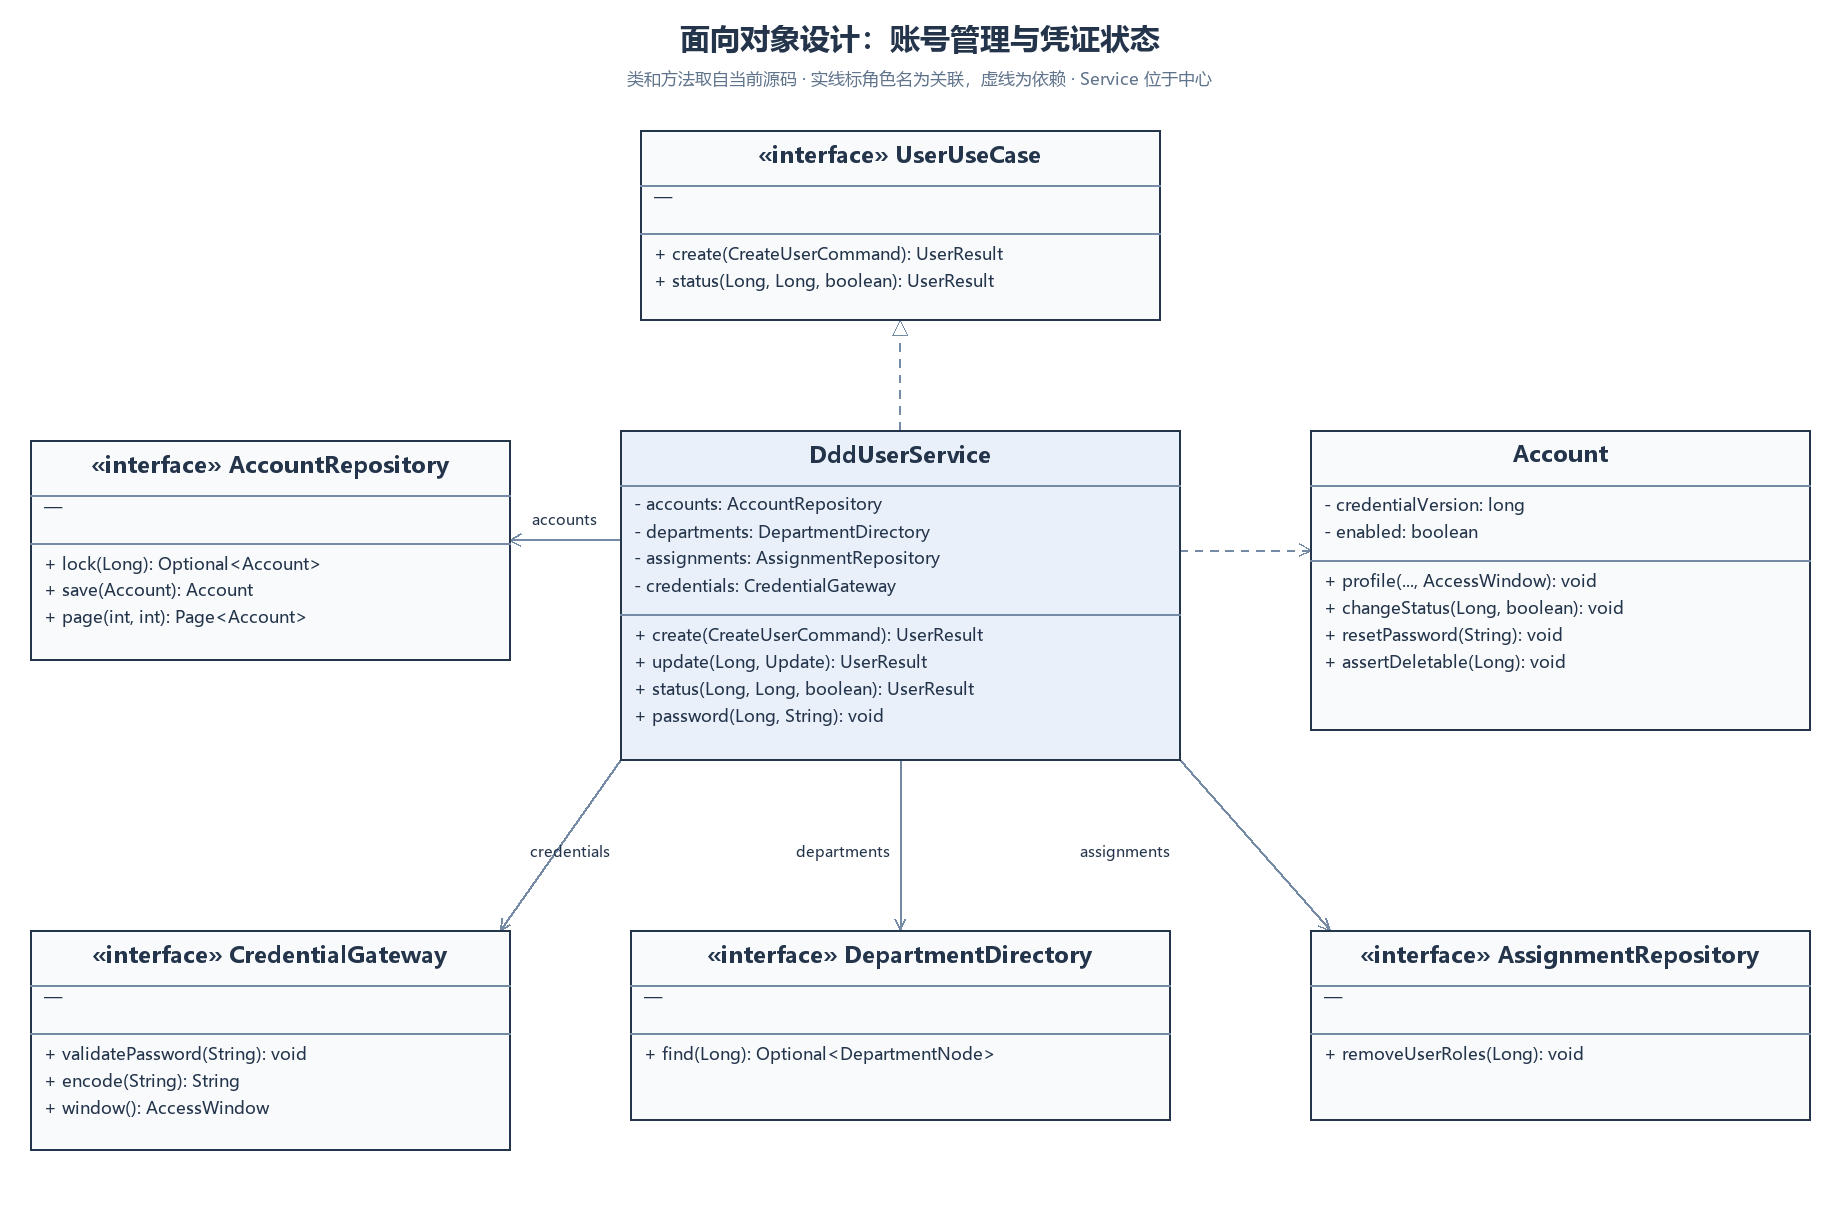 面向对象设计：账号管理与凭证状态
类和方法取自当前源码 · 实线标角色名为关联，虚线为依赖 · Service 位于中心
«interface» UserUseCase
—
+ create(CreateUserCommand): UserResult
+ status(Long, Long, boolean): UserResult
«interface» AccountRepository
—
+ lock(Long): Optional<Account>
+ save(Account): Account
+ page(int, int): Page<Account>
accounts
DddUserService
- accounts: AccountRepository
- departments: DepartmentDirectory
- assignments: AssignmentRepository
- credentials: CredentialGateway
+ create(CreateUserCommand): UserResult
+ update(Long, Update): UserResult
+ status(Long, Long, boolean): UserResult
+ password(Long, String): void
Account
- credentialVersion: long
- enabled: boolean
+ profile(..., AccessWindow): void
+ changeStatus(Long, boolean): void
+ resetPassword(String): void
+ assertDeletable(Long): void
credentials
departments
assignments
«interface» CredentialGateway
—
+ validatePassword(String): void
+ encode(String): String
+ window(): AccessWindow
«interface» DepartmentDirectory
—
+ find(Long): Optional<DepartmentNode>
«interface» AssignmentRepository
—
+ removeUserRoles(Long): void